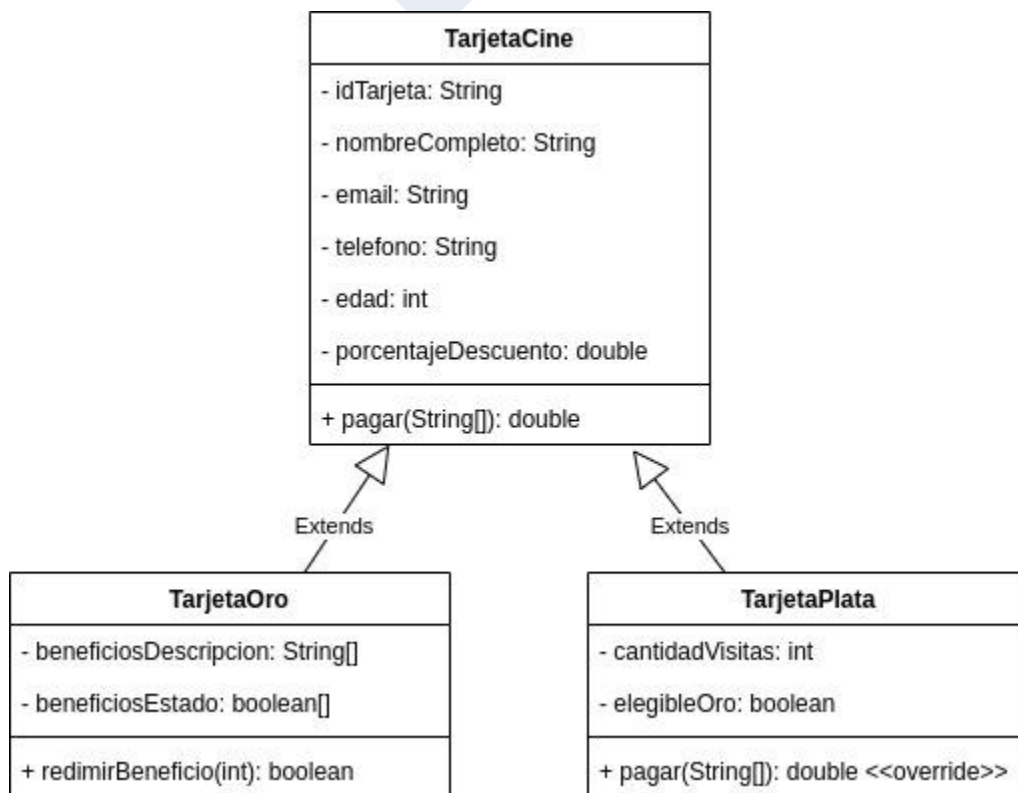 TarjetaCine
- idTarjeta: String
- nombreCompleto: String
- email: String
- telefono: String
- edad: int
- porcentajeDescuento: double
+ pagar(String[]): double
Extends
Extends
TarjetaOro
- beneficiosDescripcion: String[]
- beneficiosEstado: boolean[]
+ redimirBeneficio(int): boolean
TarjetaPlata
- cantidadVisitas: int
- elegibleOro: boolean
+ pagar(String[]): double <<override>>